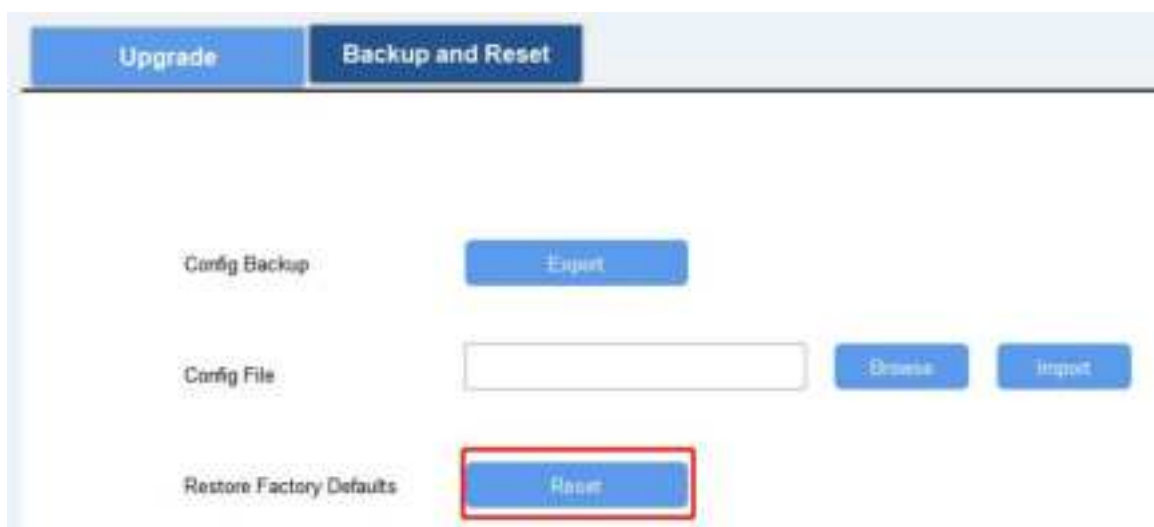 Upgrade Backup and Reset
Config Backup Export
Config File Browse Import
Restore Factory Defaults Reset